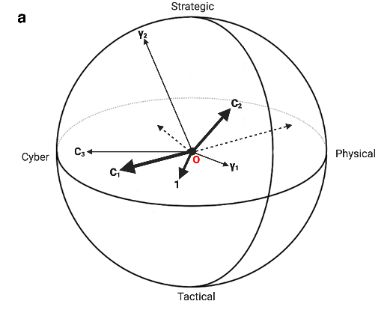 a
Strategic
γ₂
C₂
Cyber
C₃
O
Physical
C₁
γ₁
1
Tactical